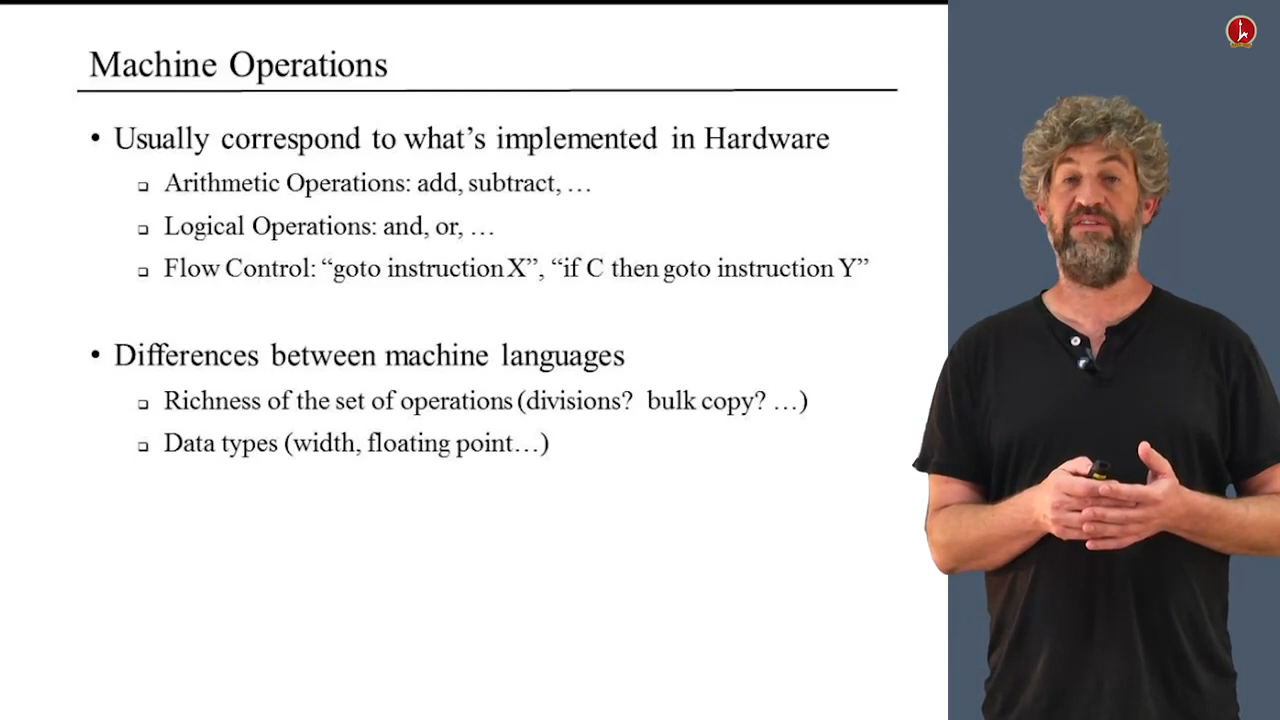 Machine Operations
• Usually correspond to what’s implemented in Hardware
❑ Arithmetic Operations: add, subtract, …
❑ Logical Operations: and, or, …
❑ Flow Control: “goto instruction X”, “if C then goto instruction Y”
• Differences between machine languages
❑ Richness of the set of operations (divisions? bulk copy? …)
❑ Data types (width, floating point…)